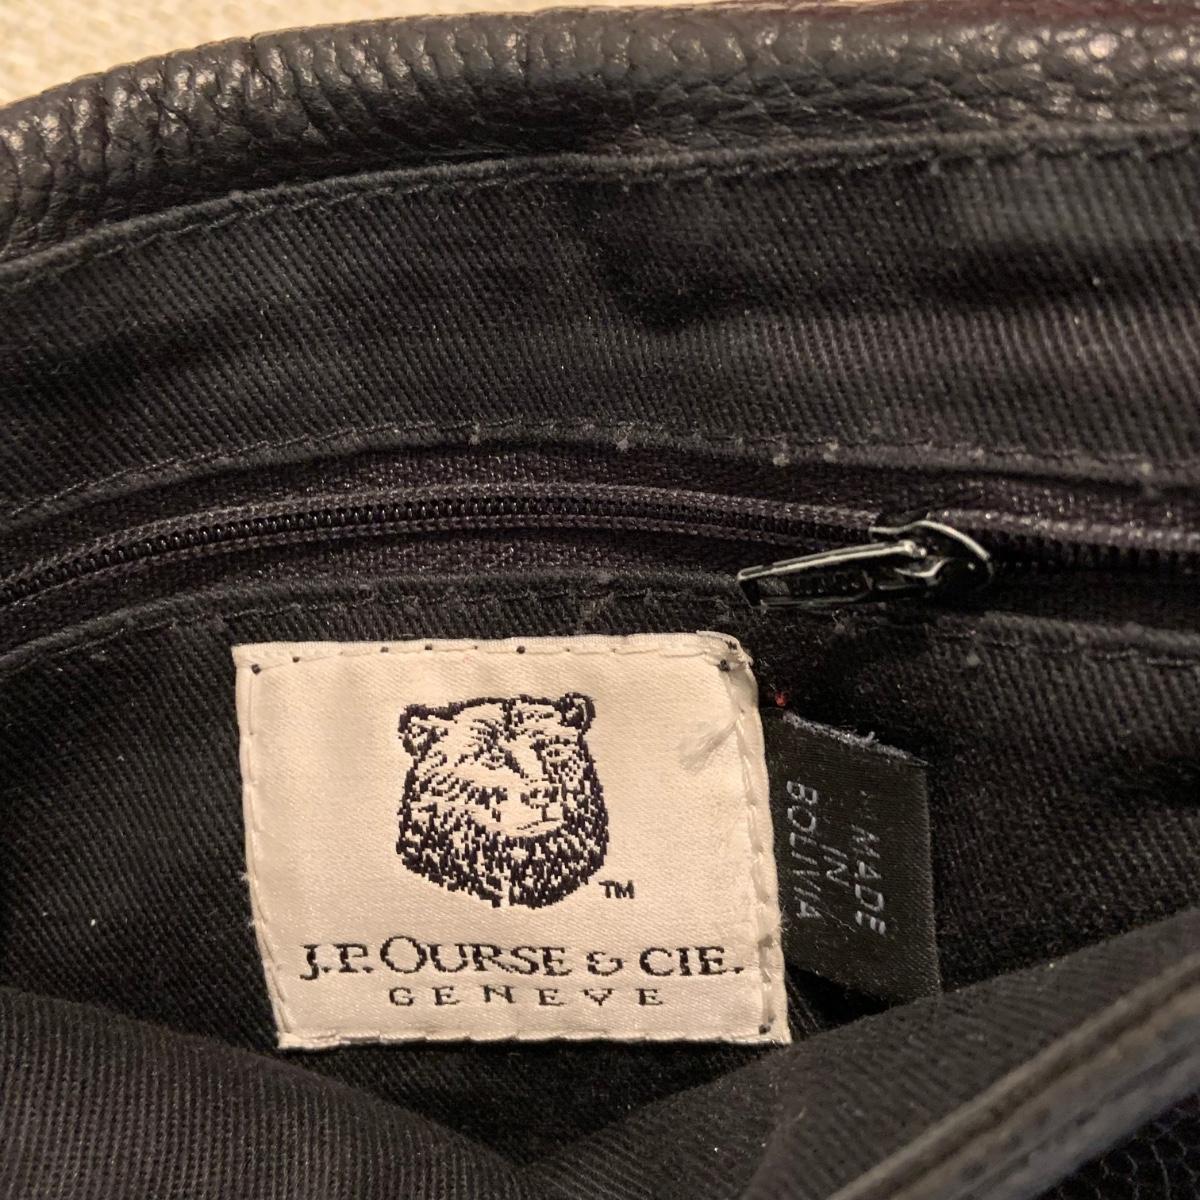 TM
J.P. OURSE & CIE.
GENEVE
MADE
IN
BOLIVIA